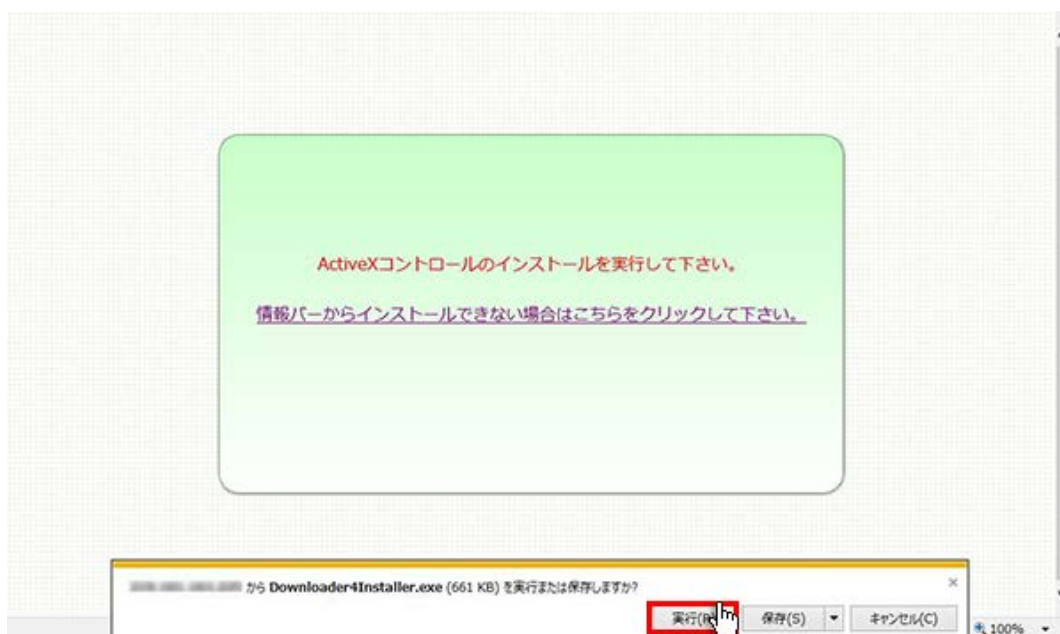 ActiveXコントロールのインストールを実行して下さい。
情報バーからインストールできない場合はこちらをクリックして下さい。
から Downloader4Installer.exe (661 KB) を実行または保存しますか?
×
実行(R) 保存(S) ▼ キャンセル(C)
100% ▼